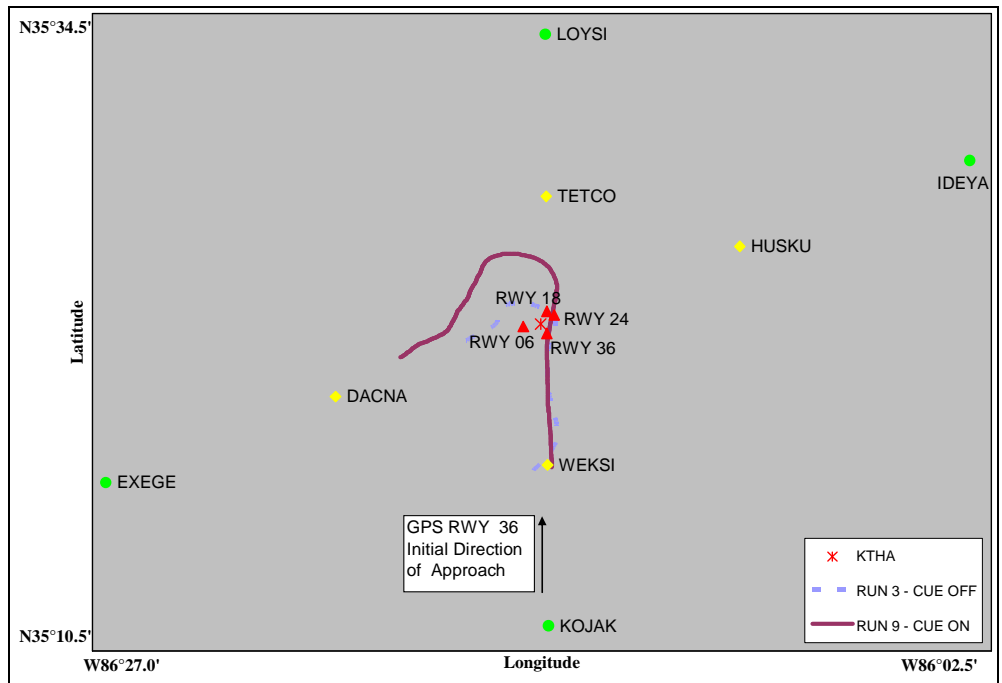 N35°34.5'
LOYSI
IDEYA
TETCO
HUSKU
RWY 18
RWY 24
RWY 06
RWY 36
Latitude
DACNA
WEKSI
EXEGE
GPS RWY 36
Initial Direction
of Approach
KTHA
RUN 3 - CUE OFF
RUN 9 - CUE ON
KOJAK
N35°10.5'
W86°27.0'
Longitude
W86°02.5'